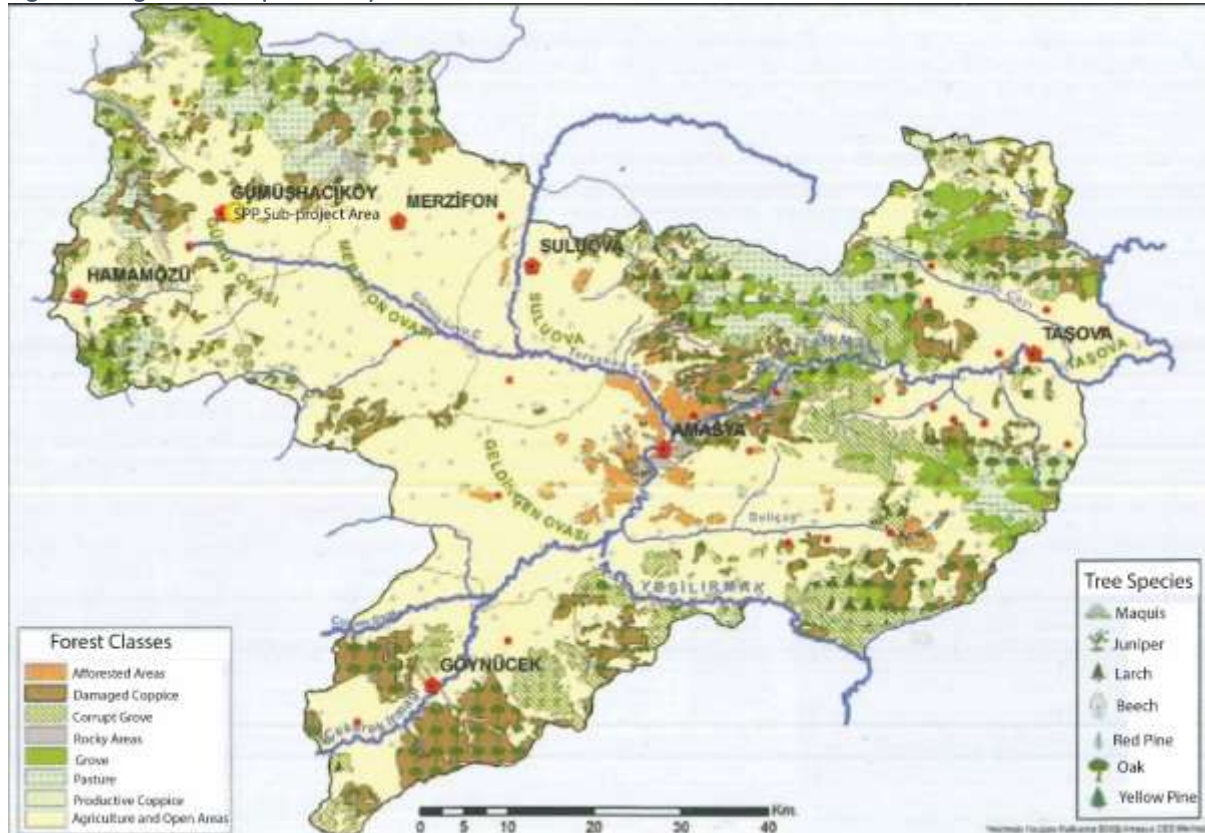 GÜMÜŞHACIKÖY
SPP Sub-project Area
MERZİFON
SULUOVA
HAMAMÖZÜ
GÜMÜŞ OVASI
MERZİFON OVASI
SULUOVA
TAŞOVA
TAŞOVA
AMASYA
GELDİNGEN OVASI
YEŞİLIRMAK
GÖYNÜCEK
Forest Classes
Afforested Areas
Damaged Coppice
Corrupt Grove
Rocky Areas
Grove
Pasture
Productive Coppice
Agriculture and Open Areas
Tree Species
Maquis
Juniper
Larch
Beech
Red Pine
Oak
Yellow Pine
Km
0 5 10 20 30 40